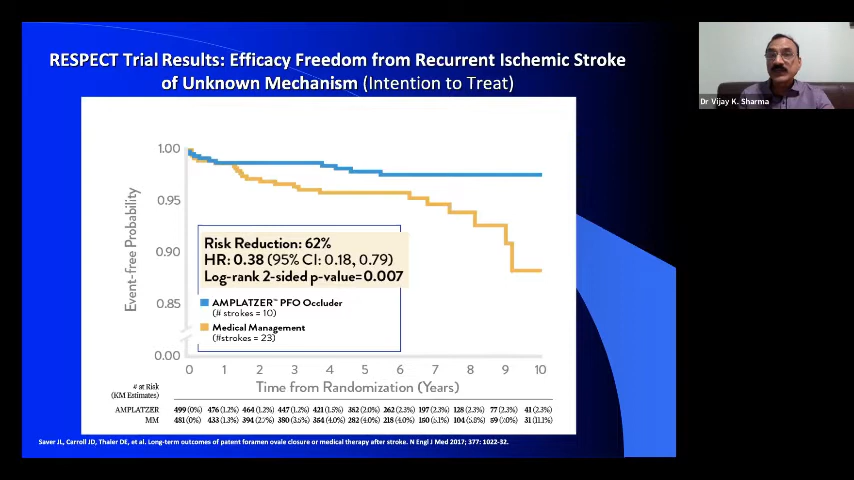 RESPECT Trial Results: Efficacy Freedom from Recurrent Ischemic Stroke
of Unknown Mechanism (Intention to Treat)
Dr Vijay K. Sharma
1.00
0.95
0.90
0.85
0.00
Event-free Probability
Risk Reduction: 62%
HR: 0.38 (95% CI: 0.18, 0.79)
Log-rank 2-sided p-value=0.007
AMPLATZER™ PFO Occluder
(# strokes = 10)
Medical Management
(#strokes = 23)
0 1 2 3 4 5 6 7 8 9 10
Time from Randomization (Years)
# at Risk
(KM Estimates)
AMPLATZER 499 (0%) 476 (1.2%) 464 (1.2%) 447 (1.2%) 421 (1.5%) 352 (2.0%) 262 (2.3%) 197 (2.3%) 128 (2.3%) 77 (2.3%) 41 (2.3%)
MM 481 (0%) 433 (1.3%) 394 (2.7%) 380 (3.5%) 354 (4.0%) 282 (4.0%) 218 (4.0%) 150 (5.1%) 104 (5.8%) 59 (7.0%) 31 (11.1%)
Saver JL, Carroll JD, Thaler DE, et al. Long-term outcomes of patent foramen ovale closure or medical therapy after stroke. N Engl J Med 2017; 377: 1022-32.